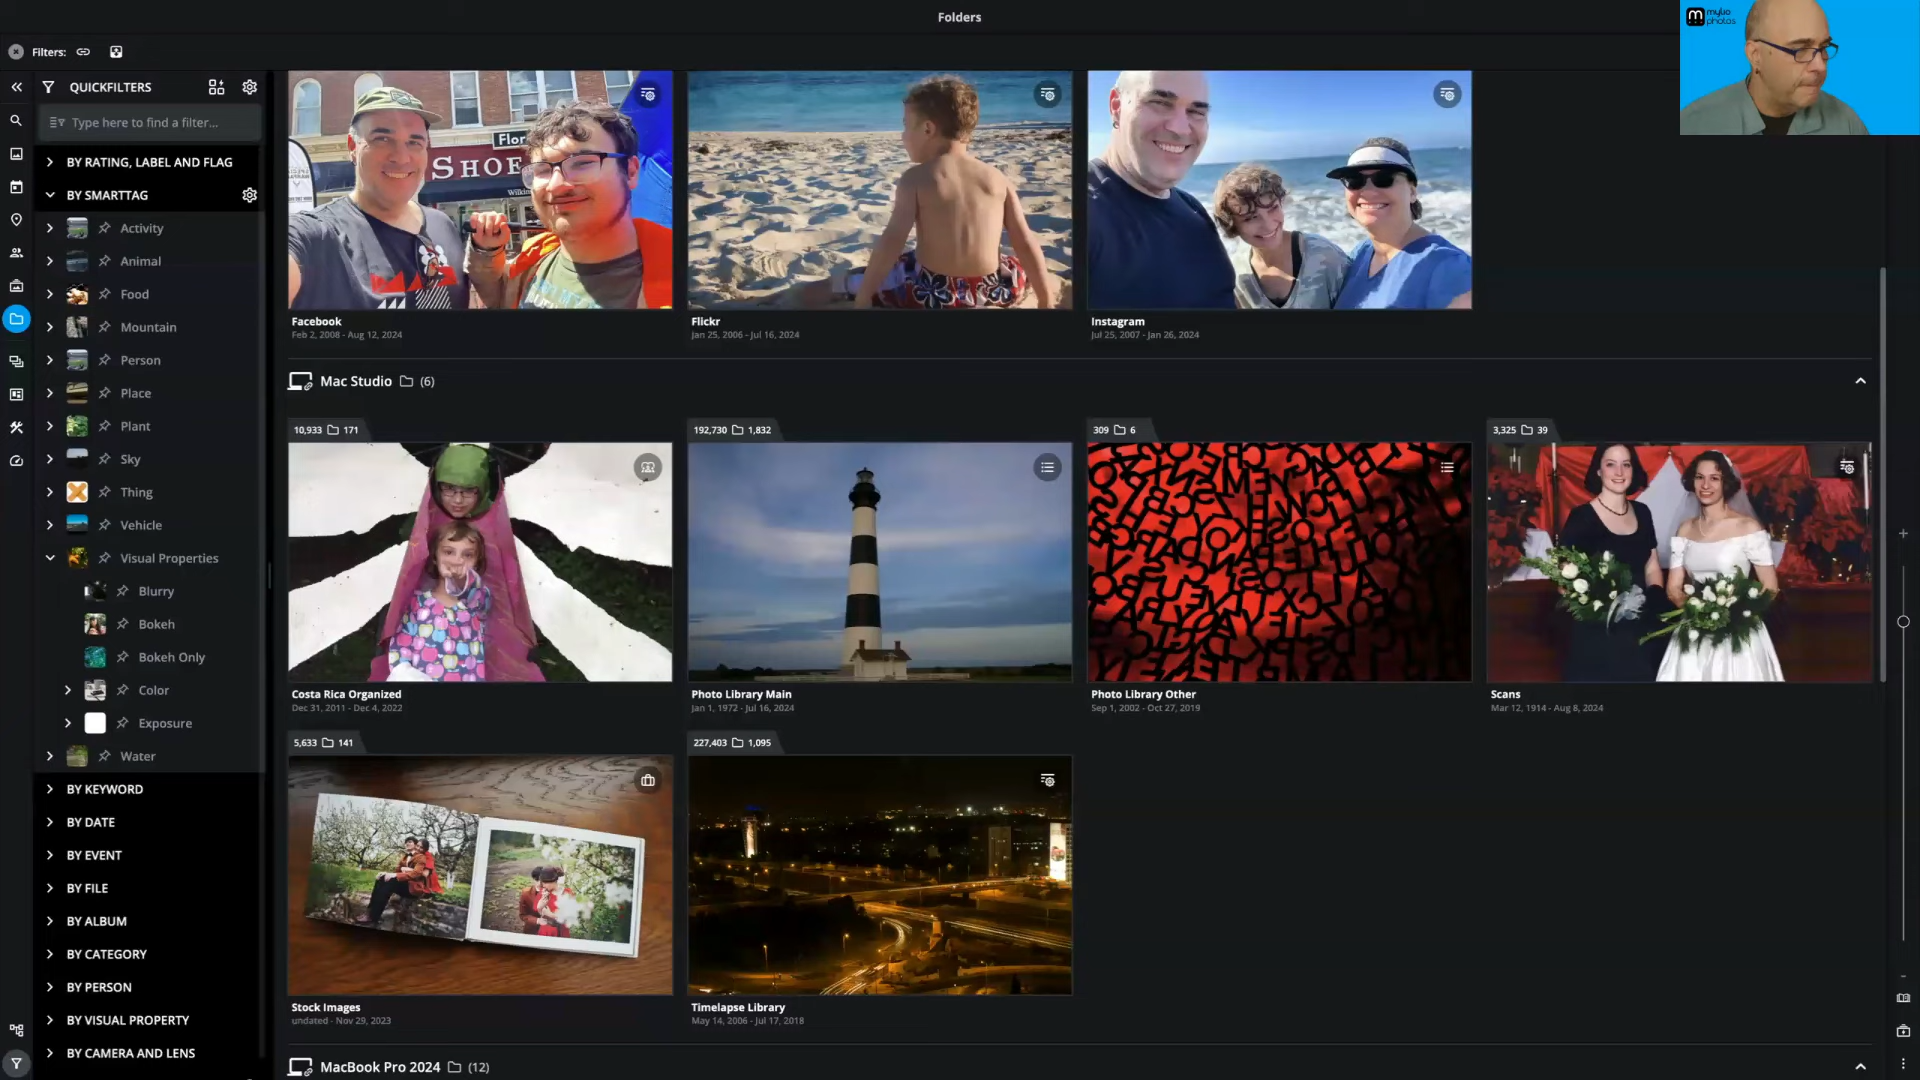 Folders
mylio
photos
Filters:
QUICKFILTERS
Type here to find a filter...
BY RATING, LABEL AND FLAG
BY SMARTTAG
Activity
Animal
Food
Mountain
Person
Place
Plant
Sky
Thing
Vehicle
Visual Properties
Blurry
Bokeh
Bokeh Only
Color
Exposure
Water
BY KEYWORD
BY DATE
BY EVENT
BY FILE
BY ALBUM
BY CATEGORY
BY PERSON
BY VISUAL PROPERTY
BY CAMERA AND LENS
Flor
SHOE
Facebook
Feb 2, 2008 - Aug 12, 2024
Flickr
Jan 25, 2006 - Jul 16, 2024
Instagram
Jul 25, 2007 - Jan 26, 2024
Mac Studio (6)
10,933 171
192,730 1,832
309 6
3,325 39
Costa Rica Organized
Dec 31, 2011 - Dec 4, 2022
Photo Library Main
Jan 1, 1972 - Jul 16, 2024
Photo Library Other
Sep 1, 2002 - Oct 27, 2019
Scans
Mar 12, 1914 - Aug 8, 2024
5,633 141
227,403 1,095
Stock Images
undated - Nov 29, 2023
Timelapse Library
May 14, 2006 - Jul 17, 2018
MacBook Pro 2024 (12)